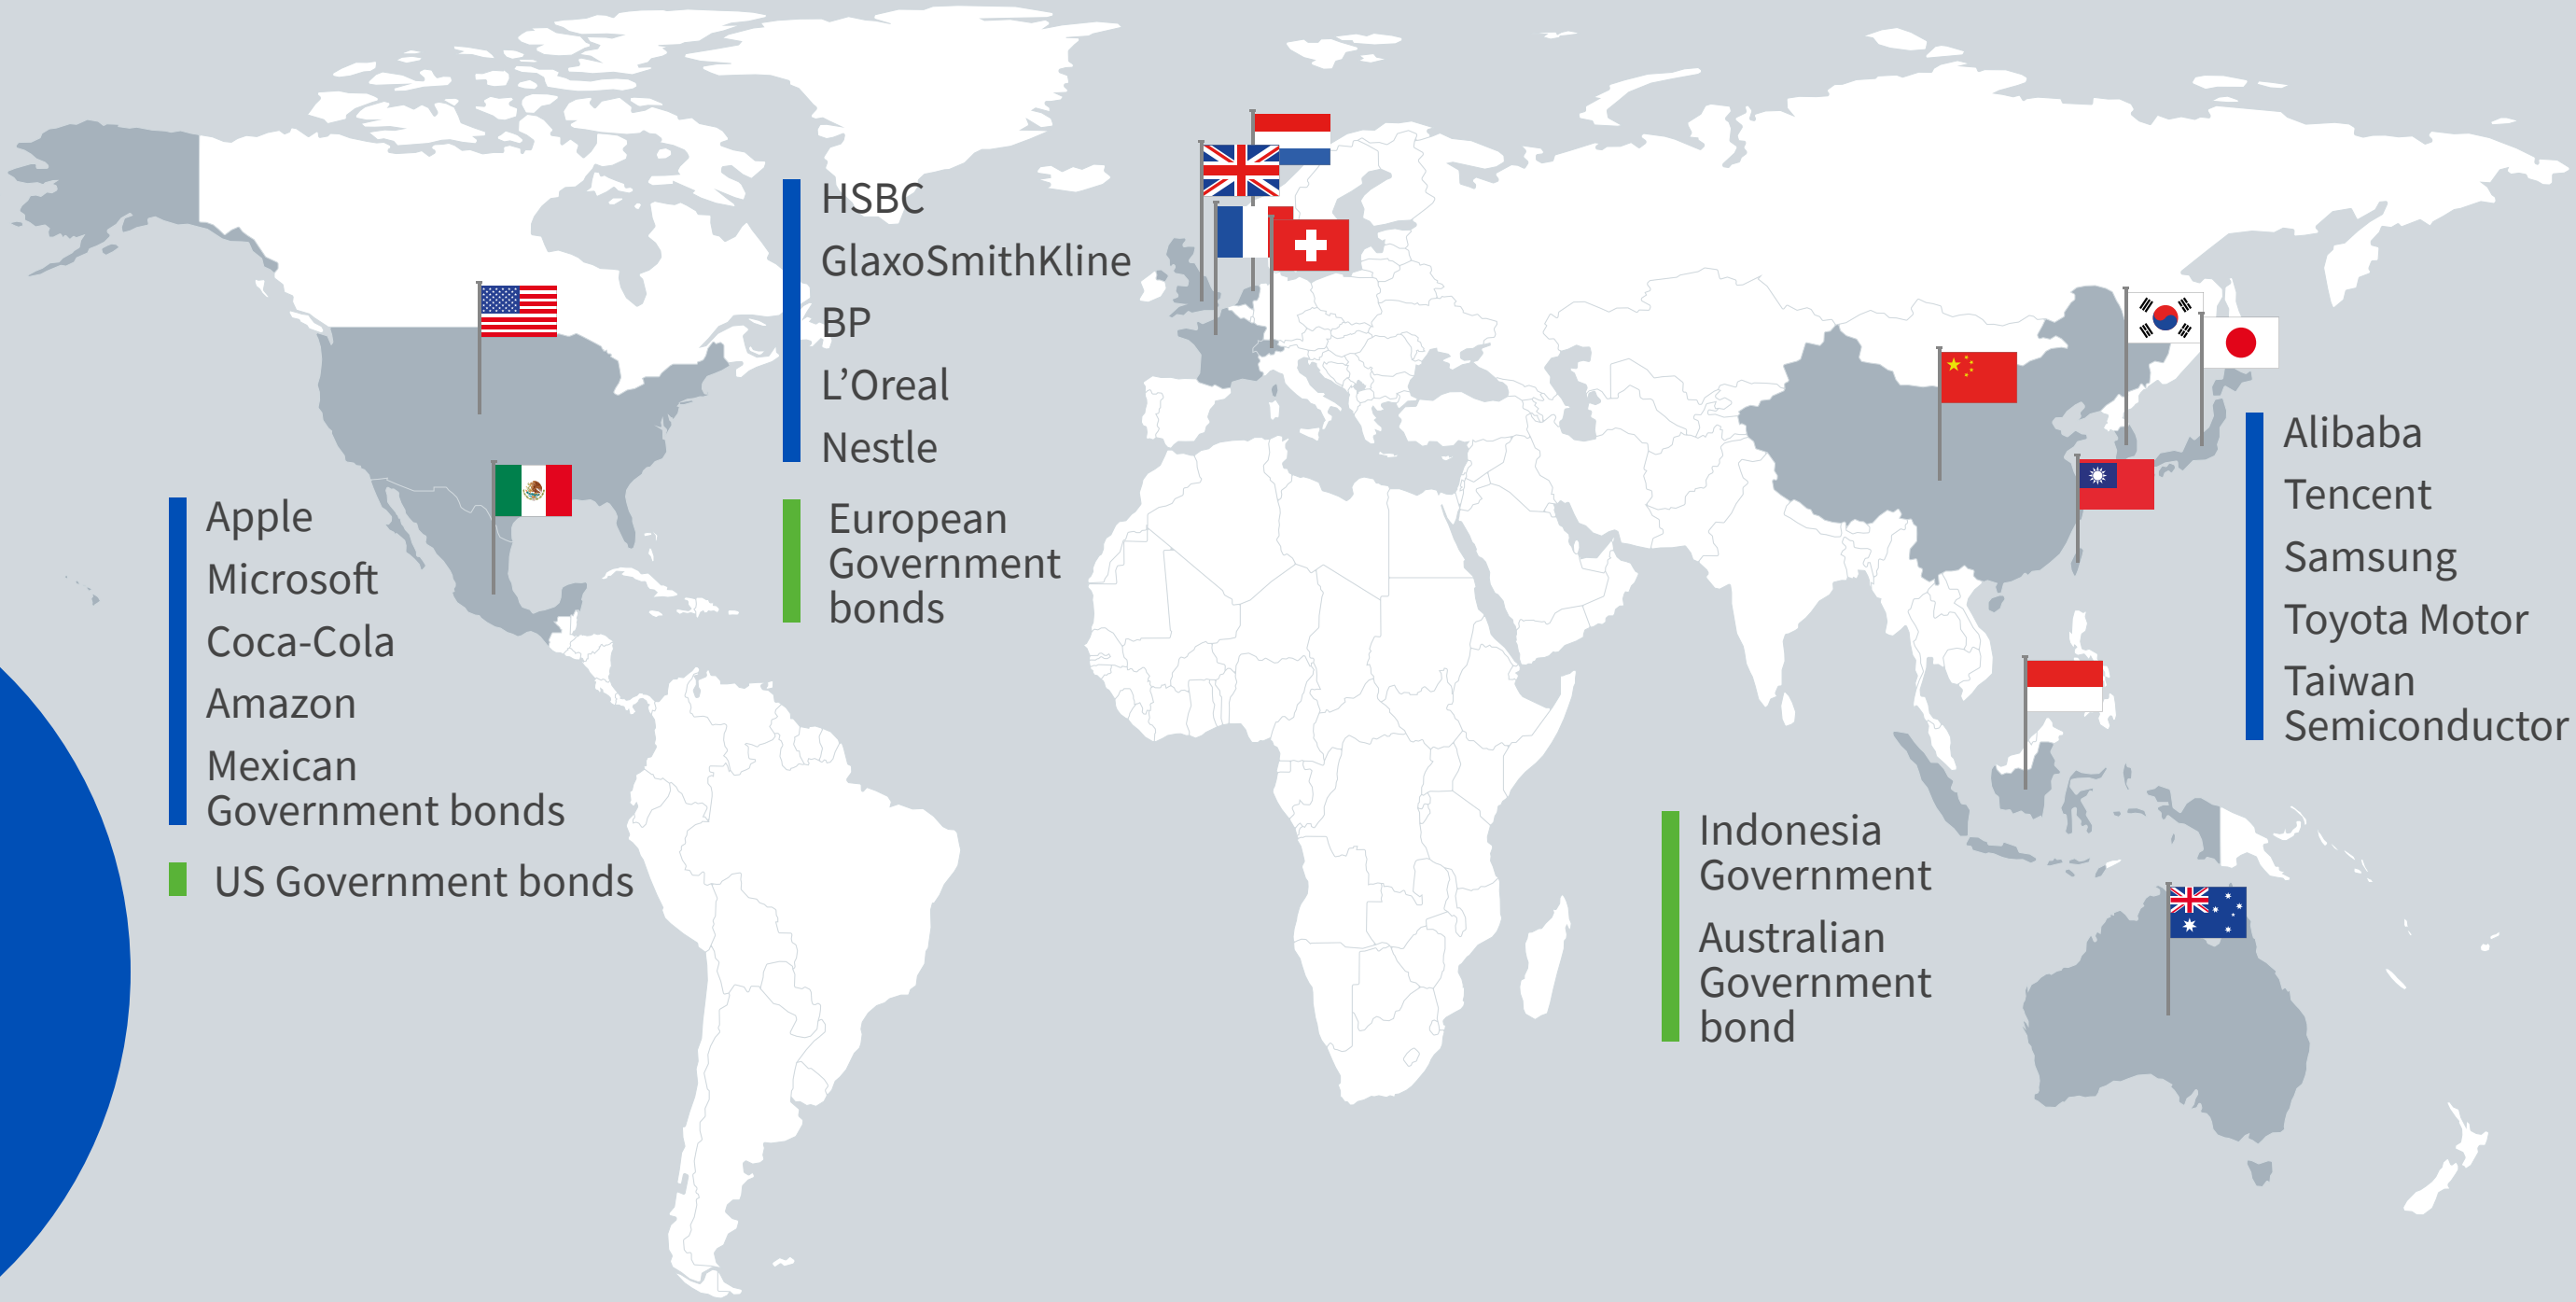 HSBC
GlaxoSmithKline
BP
L’Oreal
Nestle
European
Government
bonds
Apple
Microsoft
Coca-Cola
Amazon
Mexican
Government bonds
US Government bonds
Alibaba
Tencent
Samsung
Toyota Motor
Taiwan
Semiconductor
Indonesia
Government
Australian
Government
bond